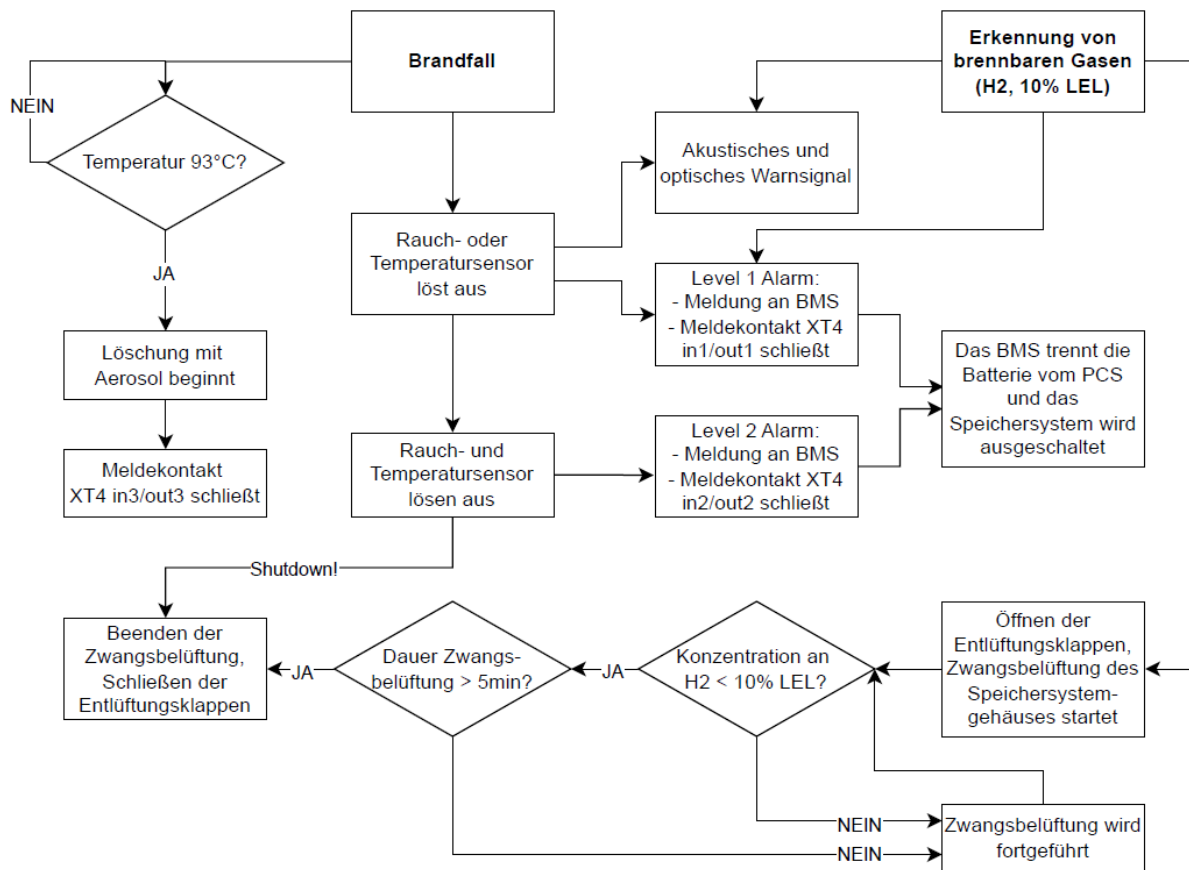 Brandfall
Erkennung von
brennbaren Gasen
(H2, 10% LEL)
NEIN
Temperatur 93°C?
Akustisches und
optisches Warnsignal
Rauch- oder
Temperatursensor
löst aus
JA
Level 1 Alarm:
- Meldung an BMS
- Meldekontakt XT4
in1/out1 schließt
Löschung mit
Aerosol beginnt
Das BMS trennt die
Batterie vom PCS
und das
Speichersystem wird
ausgeschaltet
Rauch- und
Temperatursensor
lösen aus
Level 2 Alarm:
- Meldung an BMS
- Meldekontakt XT4
in2/out2 schließt
Meldekontakt
XT4 in3/out3 schließt
Shutdown!
Beenden der
Zwangsbelüftung,
Schließen der
Entlüftungsklappen
JA
Dauer Zwangs-
belüftung > 5min?
JA
Konzentration an
H2 < 10% LEL?
Öffnen der
Entlüftungsklappen,
Zwangsbelüftung des
Speichersystem-
gehäuses startet
NEIN
NEIN
Zwangsbelüftung wird
fortgeführt